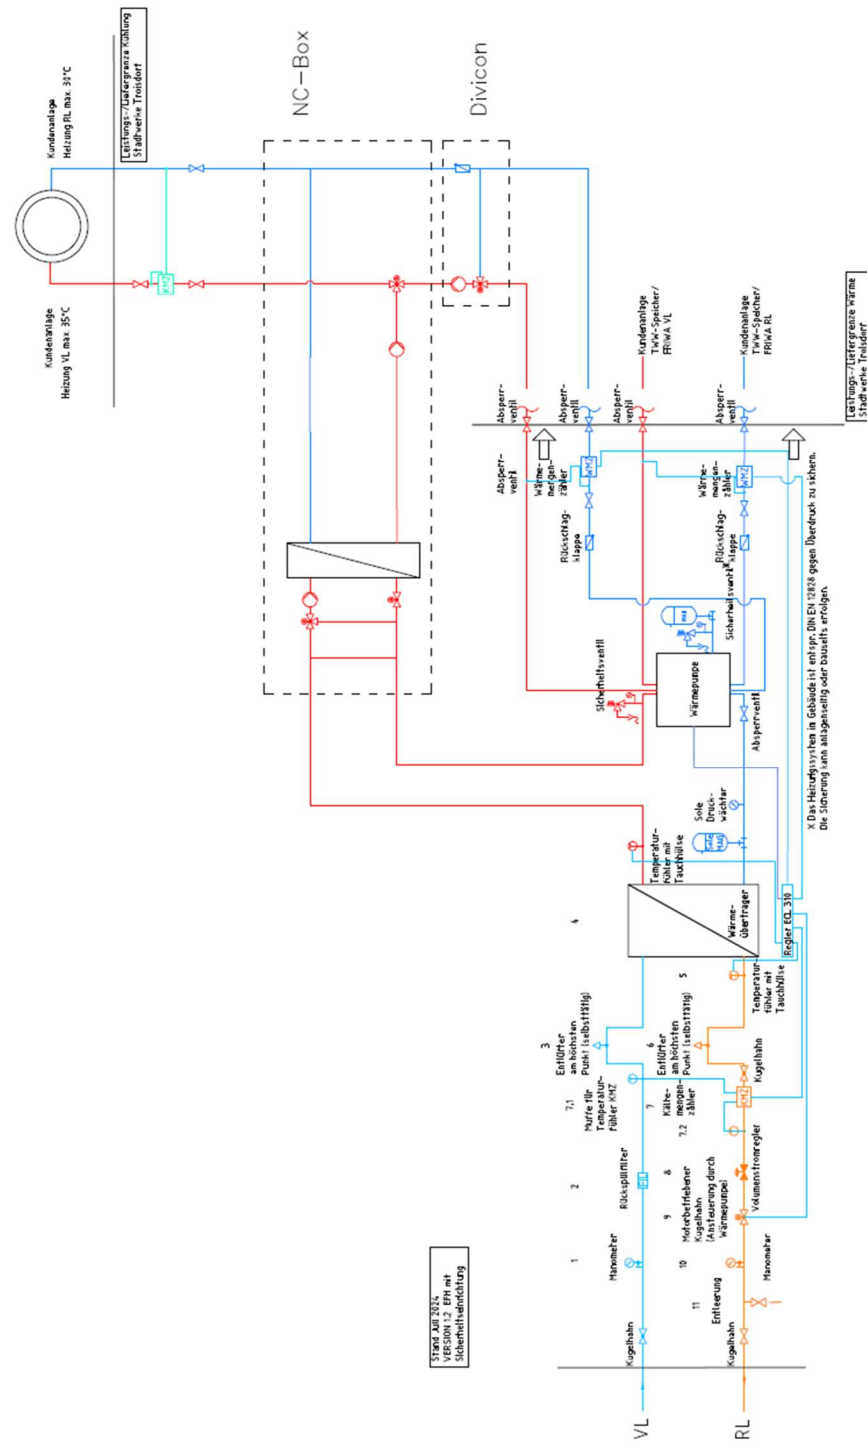 Kundenanlage
Heizung VL max. 35°C
Kundenanlage
Heizung RL max. 30°C
Leistungs-/Liefergrenze Kühlung
Stadtwerke Troisdorf
KMZ
NC-Box
Divicon
Stand Juli 2024
VERSION 1.2 EFH mit
Sicherheitseinrichtung
Absperr-
ventil
Absperr-
ventil
Wärme-
mengen-
zähler
WMZ
Absperr-
ventil
Rückschlag-
klappe
Absperr-
ventil
Kundenanlage
TWW-Speicher/
FRIWA VL
Sicherheitsventil
MAG
Sicherheitsventil
X
Wärmepumpe
Absperr-
ventil
Wärme-
mengen-
zähler
WMZ
Rückschlag-
klappe
Kundenanlage
TWW-Speicher/
FRIWA RL
Absperrventil
Leistungs-/Liefergrenze Wärme
Stadtwerke Troisdorf
X Das Heizungssystem in Gebäude ist entspr. DIN EN 12828 gegen Überdruck zu sichern.
Die Sicherung kann anlagenseitig oder bauseits erfolgen.
Sole
Druck-
wächter
Sole
MAG
Temperatur-
fühler mit
Tauchhülse
4
Wärme-
übertrager
Regler ECL 310
3
Entlüfter
am höchsten
Punkt (selbsttätig)
7.1
Muffe für
Temperatur-
fühler KMZ
2
Rückspülfilter
FIL
1
Manometer
Kugelhahn
VL
5
Temperatur-
fühler mit
Tauchhülse
6
Entlüfter
am höchsten
Punkt (selbsttätig)
Kugelhahn
7
Kälte-
mengen-
zähler
KMZ
7.2
8
Volumenstromregler
9
Motorbetriebener
Kugelhahn
(Ansteuerung durch
Wärmepumpe)
10
Manometer
11
Entleerung
Kugelhahn
RL